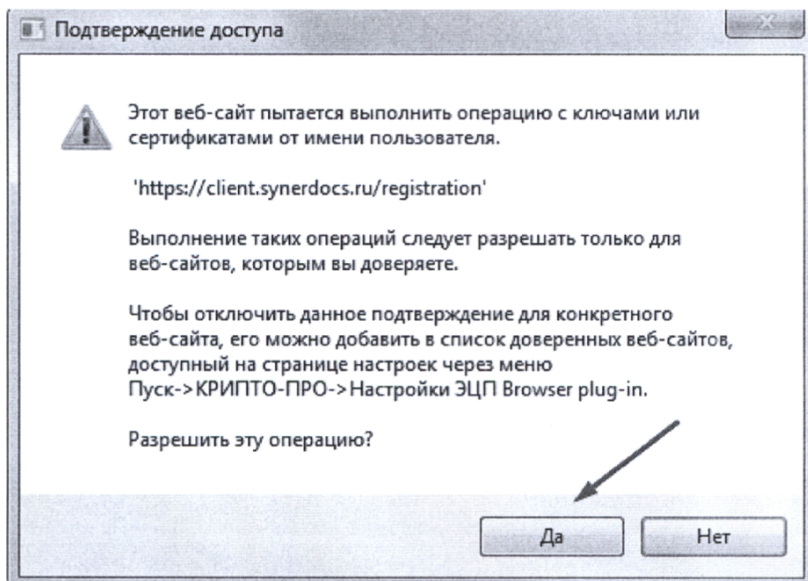 Подтверждение доступа
Этот веб-сайт пытается выполнить операцию с ключами или
сертификатами от имени пользователя.
'https://client.synerdocs.ru/registration'
Выполнение таких операций следует разрешать только для
веб-сайтов, которым вы доверяете.
Чтобы отключить данное подтверждение для конкретного
веб-сайта, его можно добавить в список доверенных веб-сайтов,
доступный на странице настроек через меню
Пуск->КРИПТО-ПРО->Настройки ЭЦП Browser plug-in.
Разрешить эту операцию?
Да
Нет